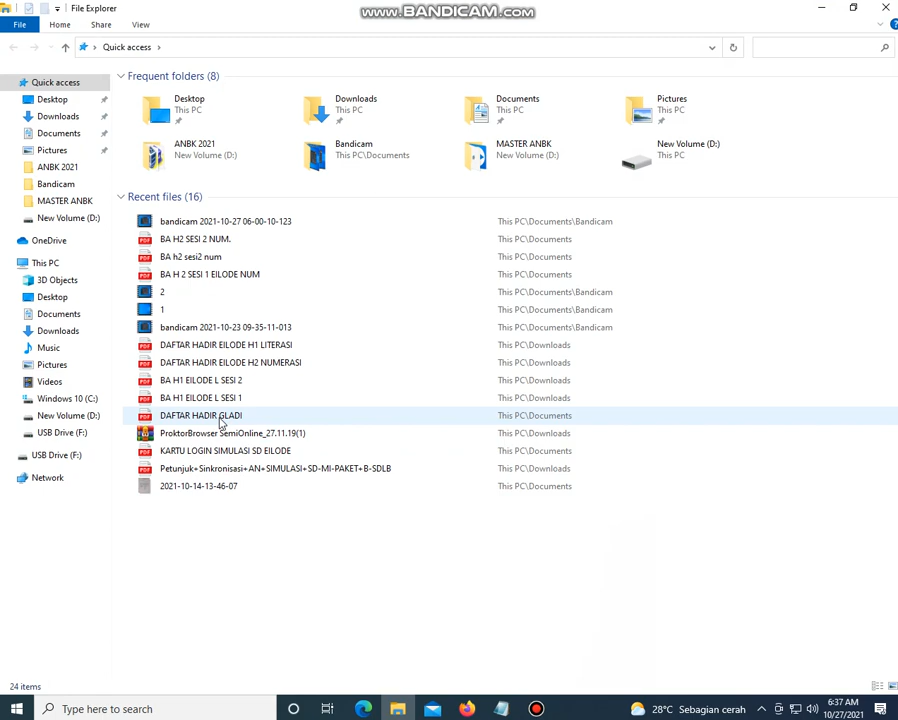 File Explorer
www.BANDICAM.com
File Home Share View
Quick access
Quick access
Desktop
Downloads
Documents
Pictures
ANBK 2021
Bandicam
MASTER ANBK
New Volume (D:)
OneDrive
This PC
3D Objects
Desktop
Documents
Downloads
Music
Pictures
Videos
Windows 10 (C:)
New Volume (D:)
USB Drive (F:)
USB Drive (F:)
Network
Frequent folders (8)
Desktop
This PC
Downloads
This PC
Documents
This PC
Pictures
This PC
ANBK 2021
New Volume (D:)
Bandicam
This PC\Documents
MASTER ANBK
New Volume (D:)
New Volume (D:)
This PC
Recent files (16)
bandicam 2021-10-27 06-00-10-123 This PC\Documents\Bandicam
BA H2 SESI 2 NUM. This PC\Documents
BA h2 sesi2 num This PC\Documents
BA H 2 SESI 1 EILODE NUM This PC\Documents
2 This PC\Documents\Bandicam
1 This PC\Documents\Bandicam
bandicam 2021-10-23 09-35-11-013 This PC\Documents\Bandicam
DAFTAR HADIR EILODE H1 LITERASI This PC\Downloads
DAFTAR HADIR EILODE H2 NUMERASI This PC\Downloads
BA H1 EILODE L SESI 2 This PC\Downloads
BA H1 EILODE L SESI 1 This PC\Downloads
DAFTAR HADIR GLADI This PC\Documents
ProktorBrowser SemiOnline_27.11.19(1) This PC\Downloads
KARTU LOGIN SIMULASI SD EILODE This PC\Downloads
Petunjuk+Sinkronisasi+AN+SIMULASI+SD-MI-PAKET+B-SDLB This PC\Downloads
2021-10-14-13-46-07 This PC\Documents
24 items
Type here to search
28°C Sebagian cerah
6:37 AM
10/27/2021